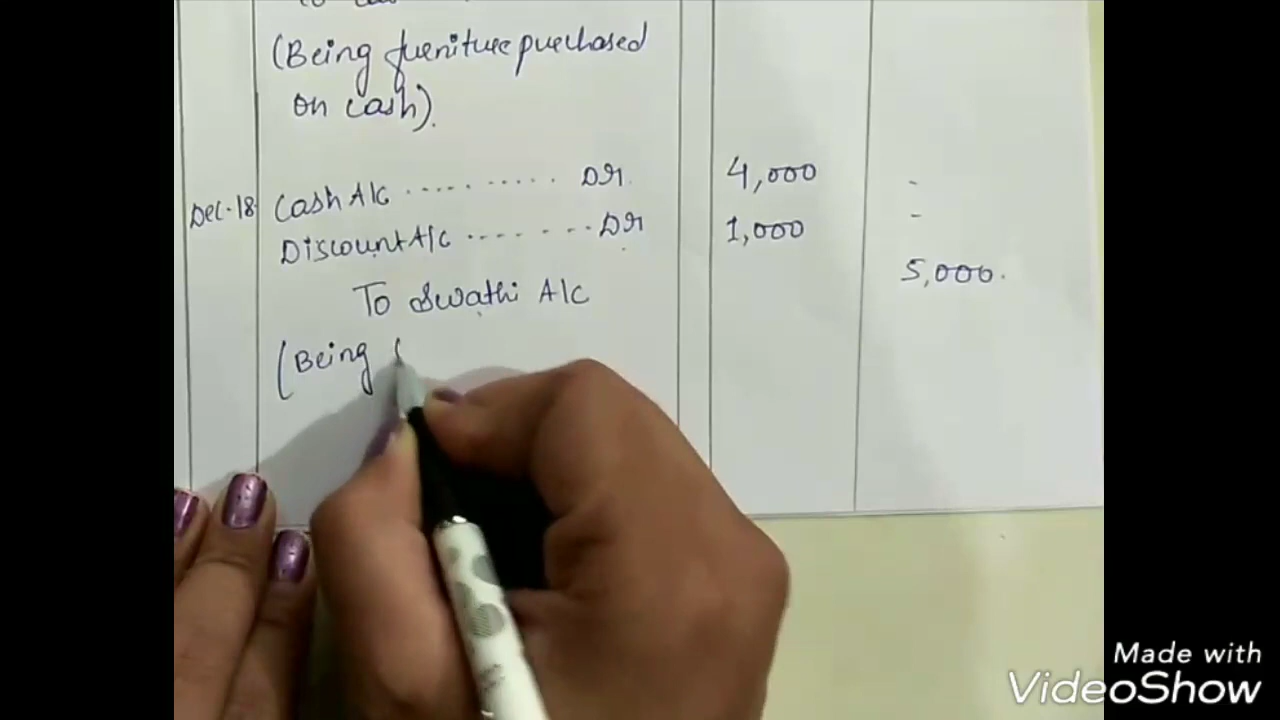 (Being furniture purchased
on cash).
Dec-18 Cash A/c .......... Dr. 4,000 -
Discount A/c ....... Dr 1,000 -
To Swathi A/c 5,000.
(Being
Made with
VideoShow